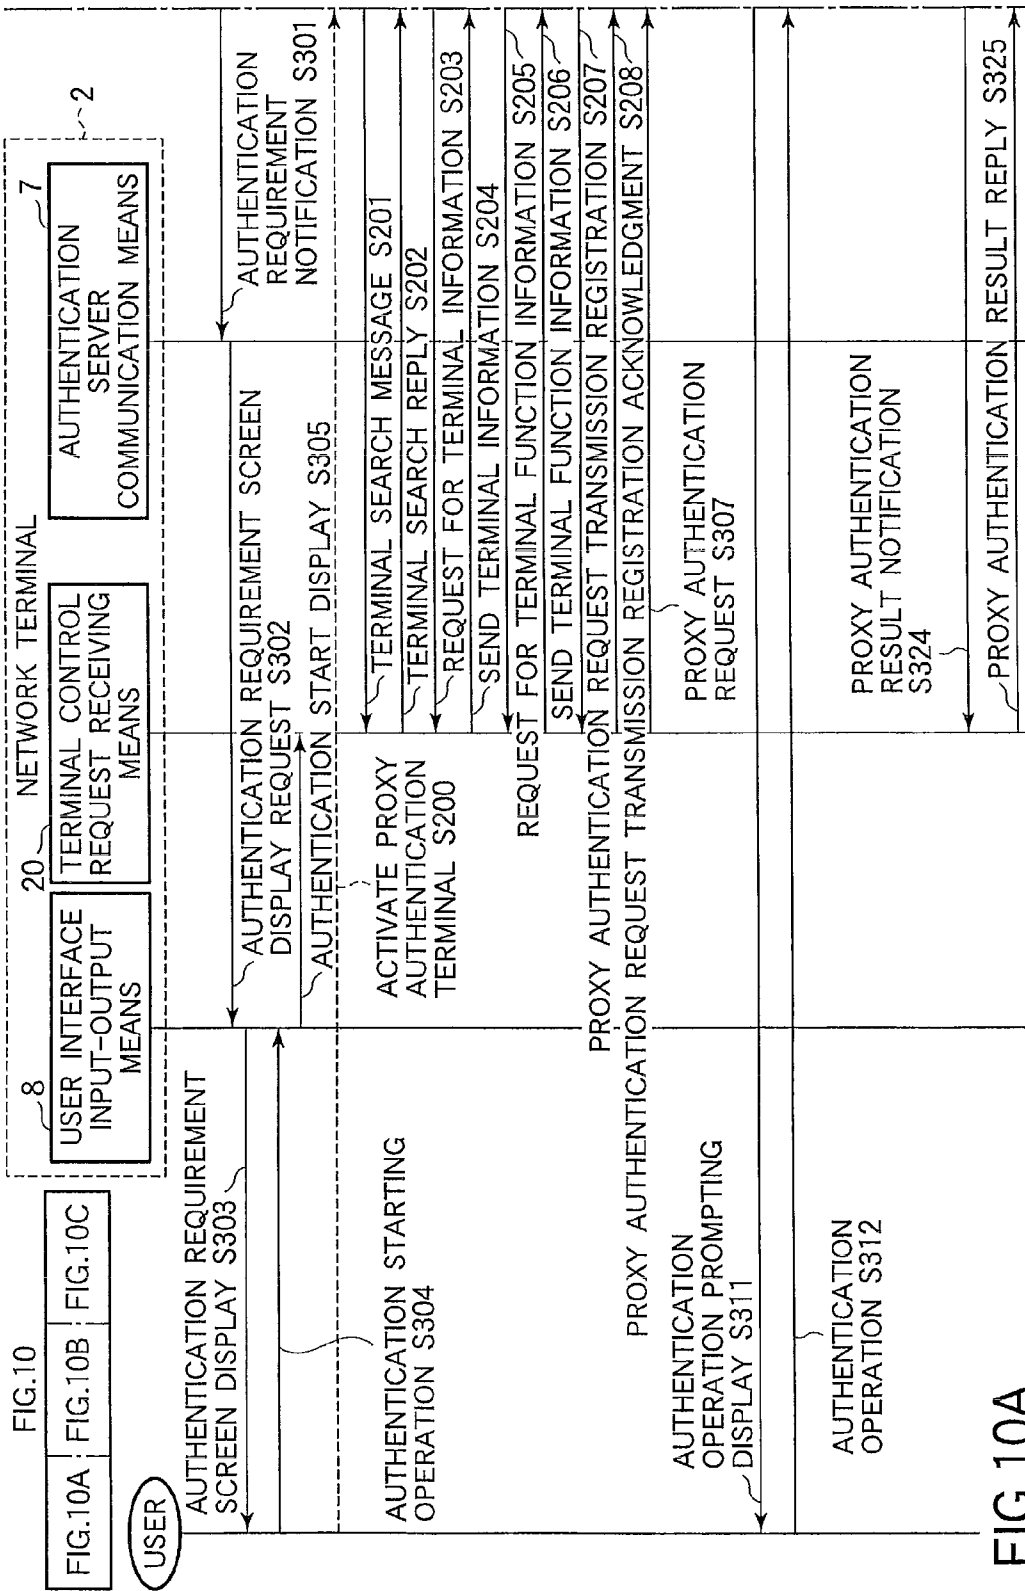 FIG.10
FIG.10A FIG.10B FIG.10C
NETWORK TERMINAL
2
USER
8
USER INTERFACE
INPUT-OUTPUT
MEANS
20
TERMINAL CONTROL
REQUEST RECEIVING
MEANS
7
AUTHENTICATION
SERVER
COMMUNICATION MEANS
AUTHENTICATION
REQUIREMENT
NOTIFICATION S301
AUTHENTICATION REQUIREMENT SCREEN
DISPLAY REQUEST S302
AUTHENTICATION REQUIREMENT
SCREEN DISPLAY S303
AUTHENTICATION STARTING
OPERATION S304
AUTHENTICATION START DISPLAY S305
ACTIVATE PROXY
AUTHENTICATION
TERMINAL S200
TERMINAL SEARCH MESSAGE S201
TERMINAL SEARCH REPLY S202
REQUEST FOR TERMINAL INFORMATION S203
SEND TERMINAL INFORMATION S204
REQUEST FOR TERMINAL FUNCTION INFORMATION S205
SEND TERMINAL FUNCTION INFORMATION S206
PROXY AUTHENTICATION REQUEST TRANSMISSION REGISTRATION S207
PROXY AUTHENTICATION REQUEST TRANSMISSION REGISTRATION ACKNOWLEDGMENT S208
PROXY AUTHENTICATION
REQUEST S307
AUTHENTICATION
OPERATION PROMPTING
DISPLAY S311
AUTHENTICATION
OPERATION S312
PROXY AUTHENTICATION
RESULT NOTIFICATION
S324
PROXY AUTHENTICATION RESULT REPLY S325
FIG.10A